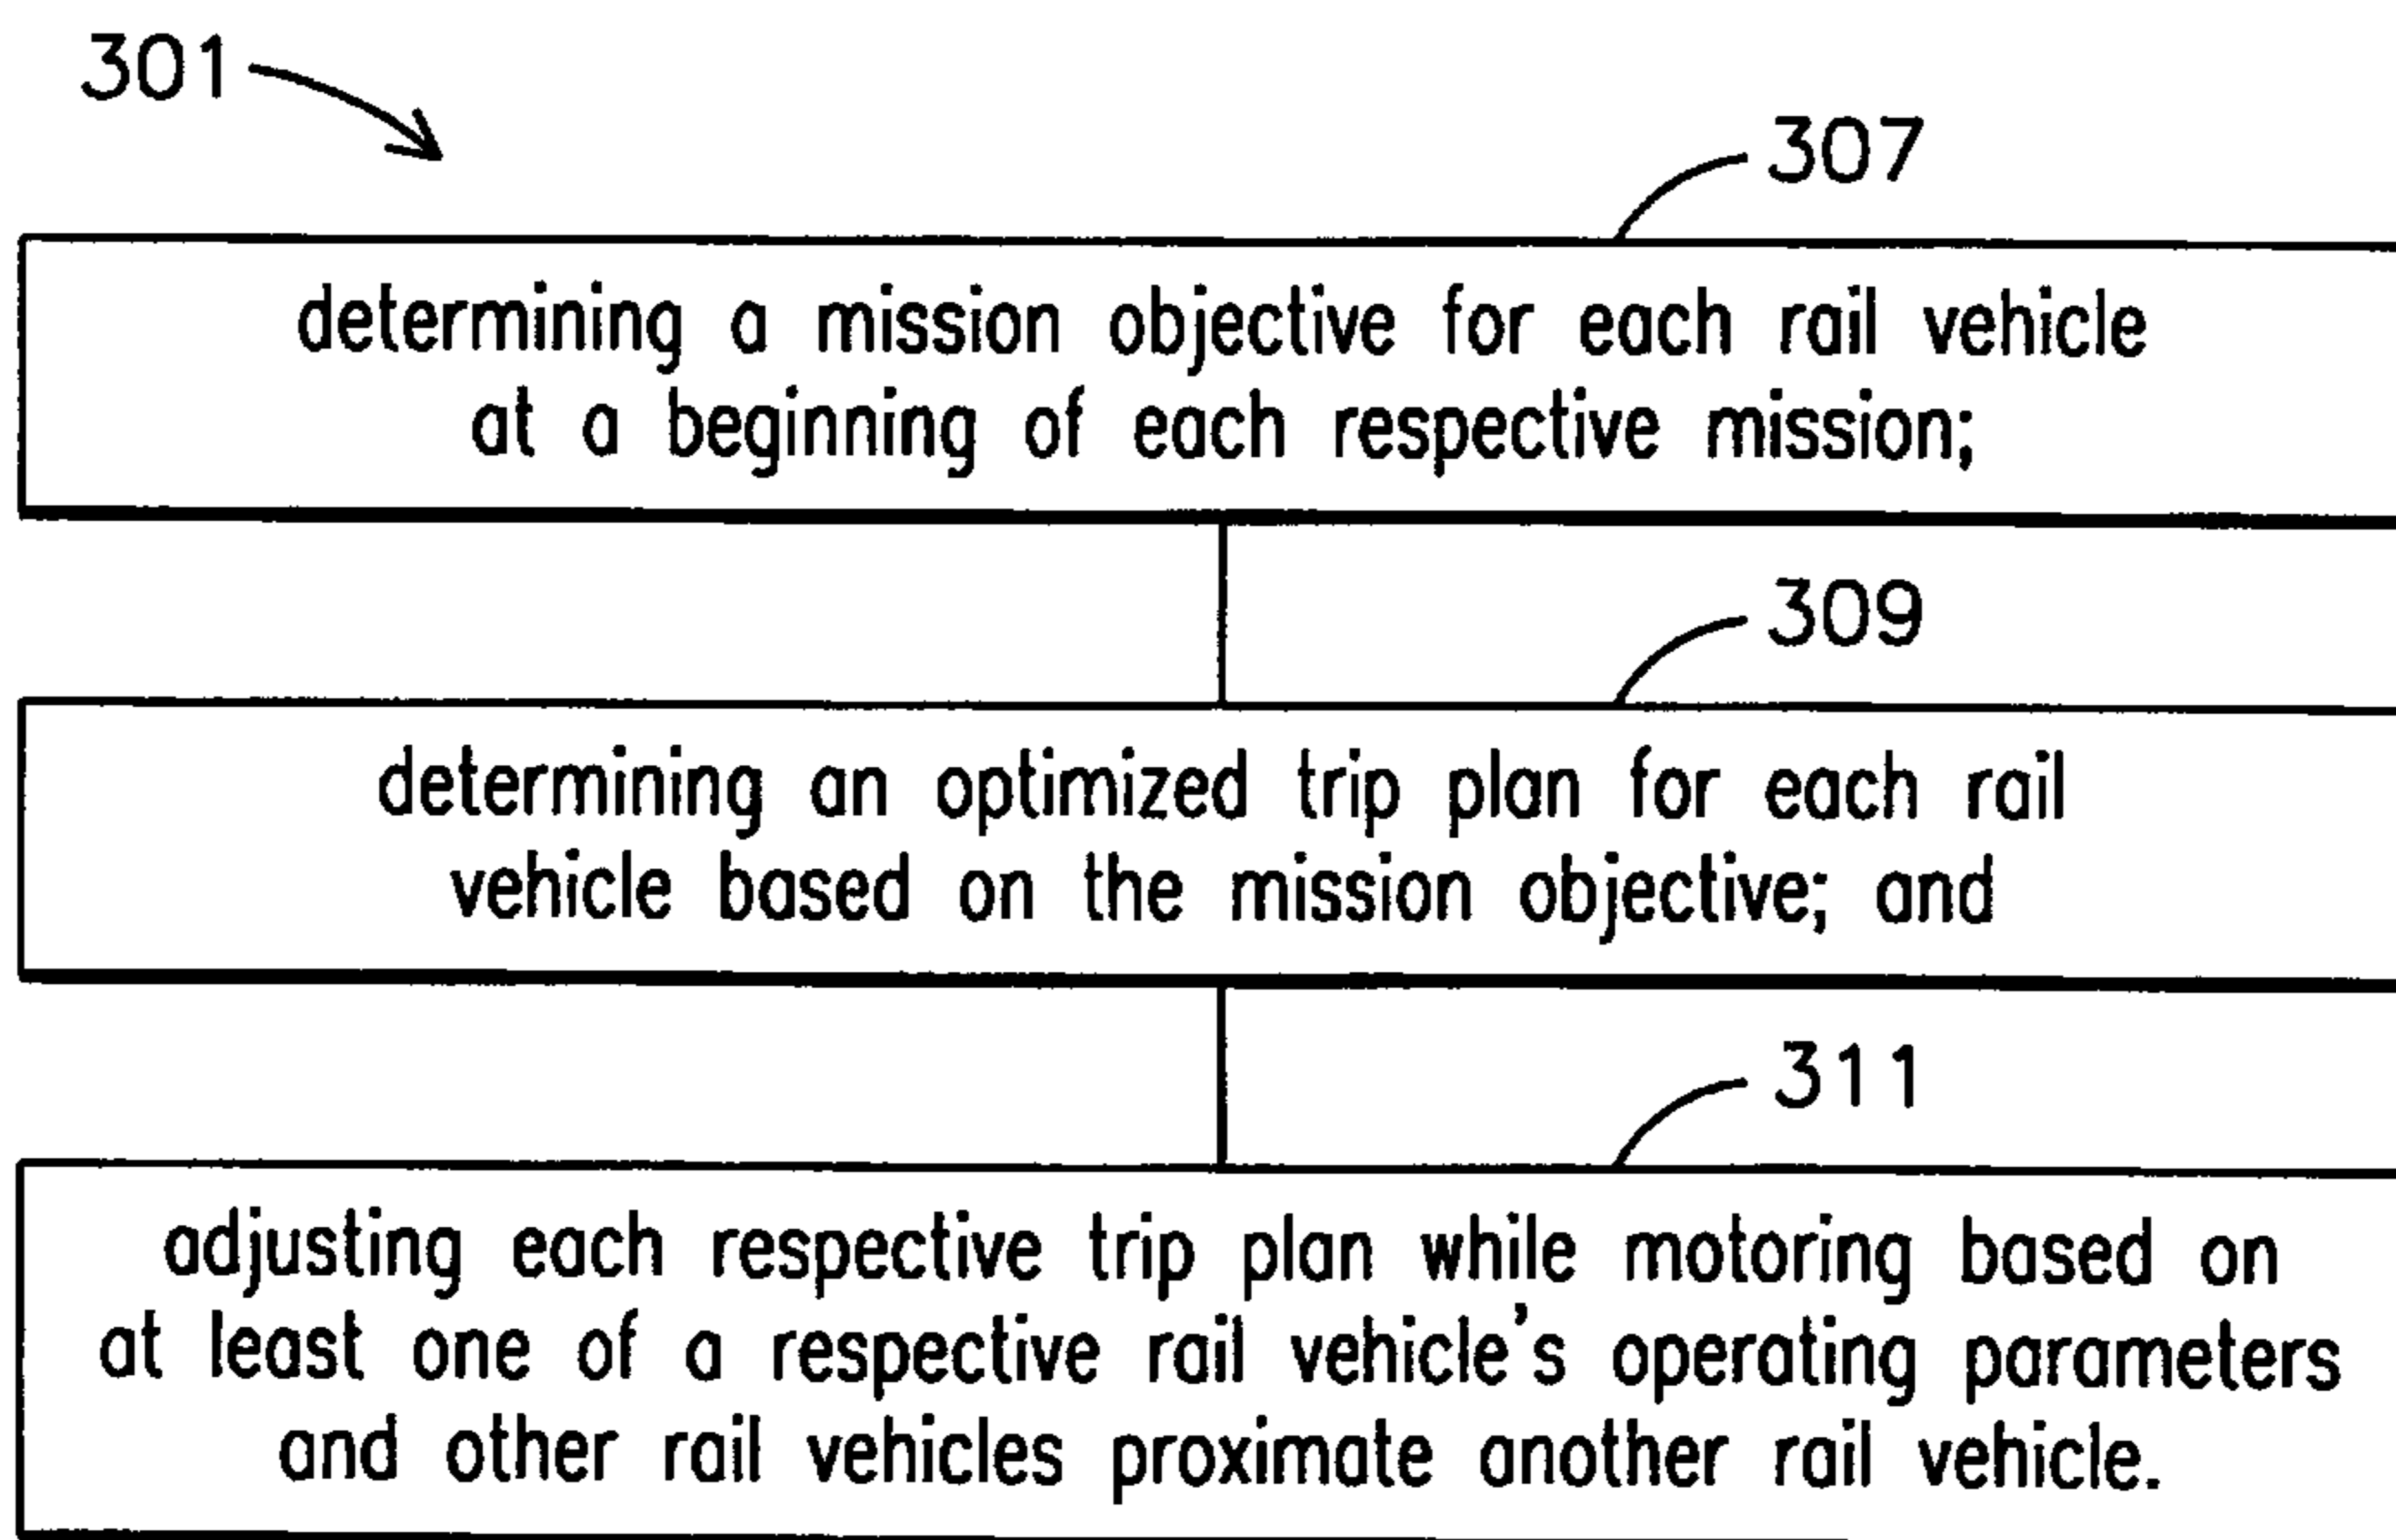 301
307
determining a mission objective for each rail vehicle
at a beginning of each respective mission;
309
determining an optimized trip plan for each rail
vehicle based on the mission objective; and
311
adjusting each respective trip plan while motoring based on
at least one of a respective rail vehicle's operating parameters
and other rail vehicles proximate another rail vehicle.